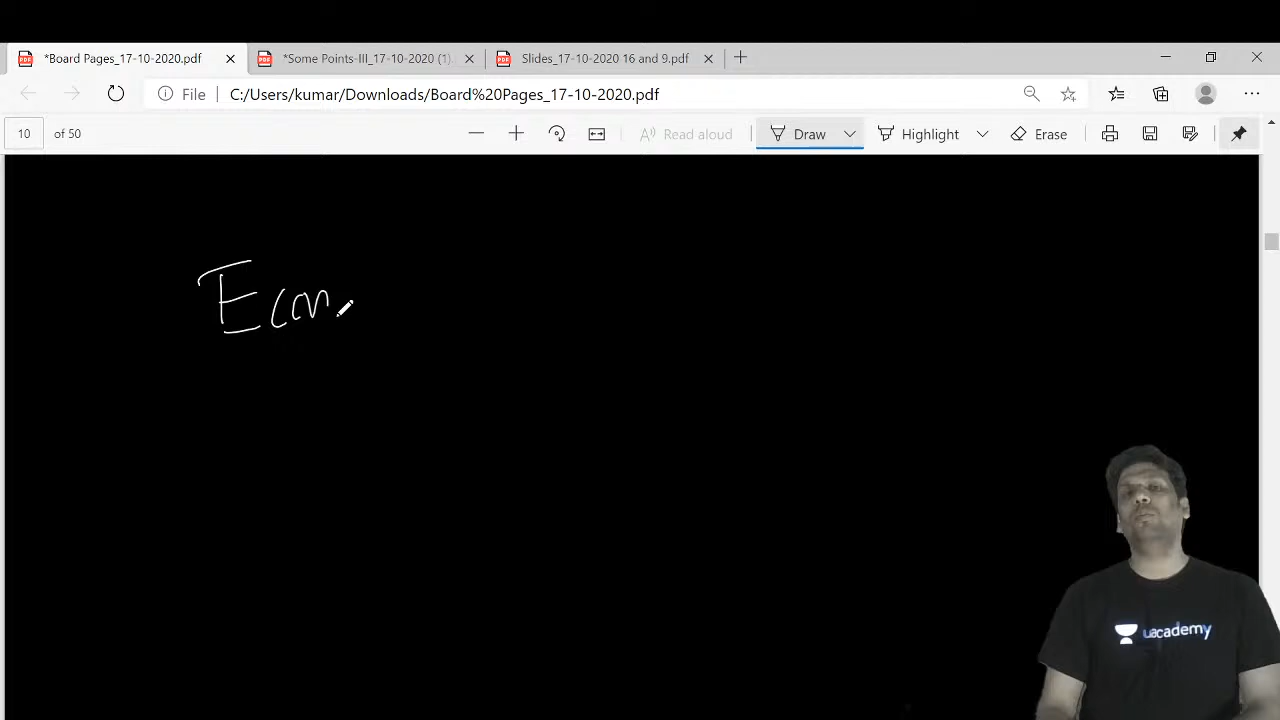 *Board Pages_17-10-2020.pdf
*Some Points-III_17-10-2020 (1).
Slides_17-10-2020 16 and 9.pdf
File C:/Users/kumar/Downloads/Board%20Pages_17-10-2020.pdf
10 of 50 Read aloud Draw Highlight Erase
Econ
unacademy